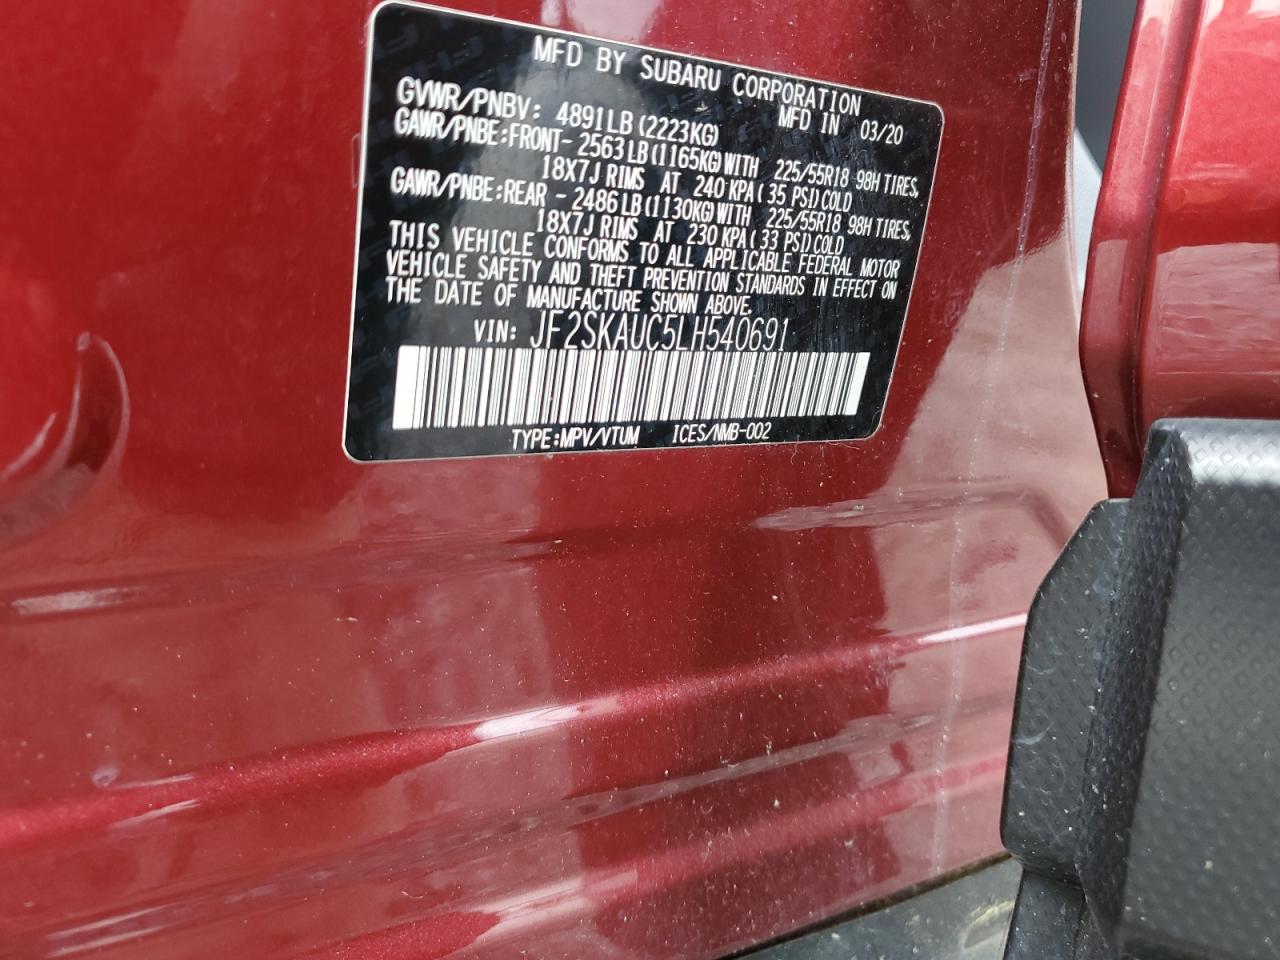 MFD BY SUBARU CORPORATION
GVWR/PNBV: 4891LB(2223KG) MFD IN 03/20
GAWR/PNBE:FRONT- 2563LB(1165KG)WITH 225/55R18 98H TIRES,
18X7J RIMS AT 240 KPA( 35 PSI)COLD
GAWR/PNBE:REAR - 2486LB(1130KG)WITH 225/55R18 98H TIRES,
18X7J RIMS AT 230 KPA( 33 PSI)COLD
THIS VEHICLE CONFORMS TO ALL APPLICABLE FEDERAL MOTOR
VEHICLE SAFETY AND THEFT PREVENTION STANDARDS IN EFFECT ON
THE DATE OF MANUFACTURE SHOWN ABOVE.
VIN: JF2SKAUC5LH540691
TYPE:MPV/VTUM ICES/NMB-002